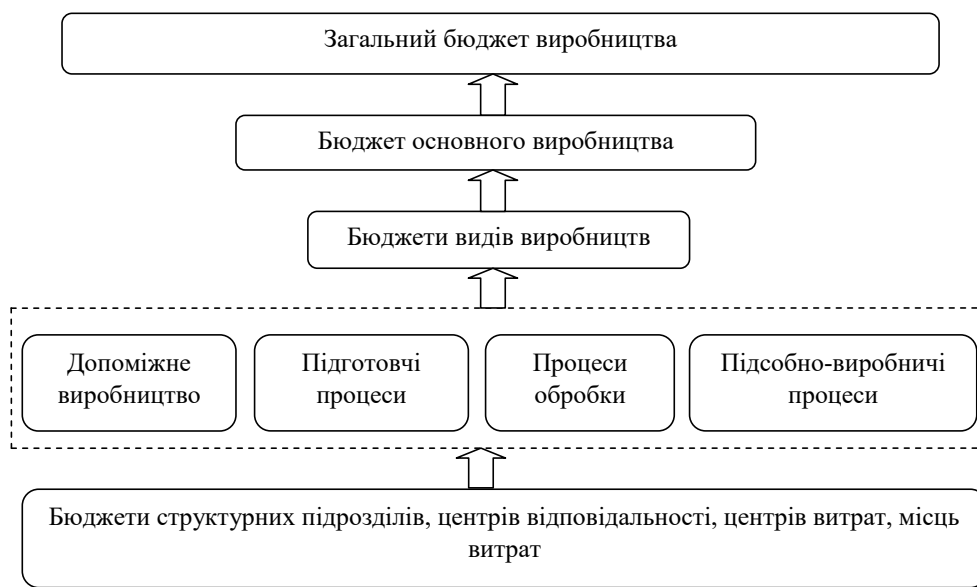 Загальний бюджет виробництва
Бюджет основного виробництва
Бюджети видів виробництв
Допоміжне
виробництво
Підготовчі
процеси
Процеси
обробки
Підсобно-виробничі
процеси
Бюджети структурних підрозділів, центрів відповідальності, центрів витрат, місць
витрат